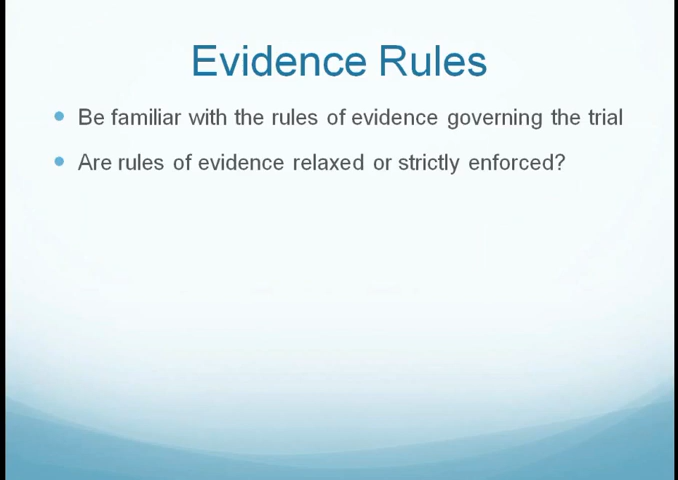 Evidence Rules
Be familiar with the rules of evidence governing the trial
Are rules of evidence relaxed or strictly enforced?